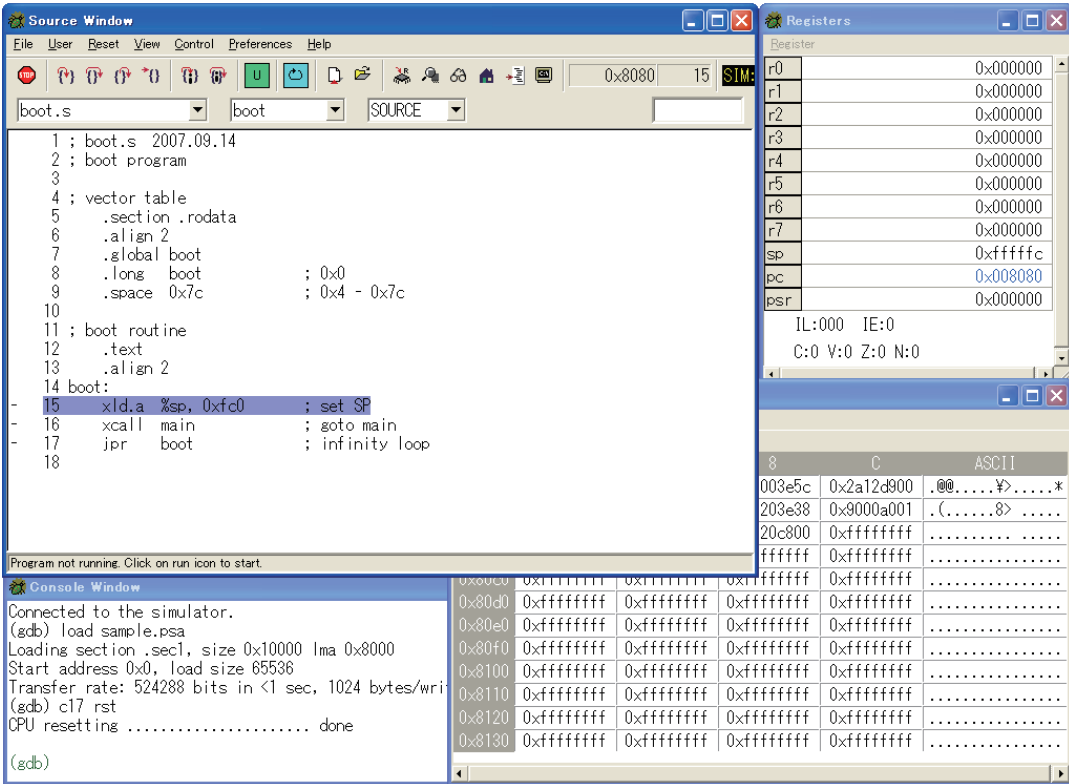 Source Window
File User Reset View Control Preferences Help
STOP U 0x8080 15 SIM:
boot.s boot SOURCE
1 ; boot.s 2007.09.14
2 ; boot program
3
4 ; vector table
5 .section .rodata
6 .align 2
7 .global boot
8 .long boot ; 0x0
9 .space 0x7c ; 0x4 - 0x7c
10
11 ; boot routine
12 .text
13 .align 2
14 boot:
- 15 xld.a %sp, 0xfc0 ; set SP
- 16 xcall main ; goto main
- 17 jpr boot ; infinity loop
18
Program not running. Click on run icon to start.
Registers
Register
r0 0x000000
r1 0x000000
r2 0x000000
r3 0x000000
r4 0x000000
r5 0x000000
r6 0x000000
r7 0x000000
sp 0xfffffc
pc 0x008080
psr 0x000000
IL:000 IE:0
C:0 V:0 Z:0 N:0
8 C ASCII
003e5c 0x2a12d900 .@@.....¥>.....*
203e38 0x9000a001 .(......8> .....
20c800 0xffffffff .......... .....
ffffff 0xffffffff ................
0x80c0 0xffffffff 0xffffffff 0xffffffff 0xffffffff ................
0x80d0 0xffffffff 0xffffffff 0xffffffff 0xffffffff ................
0x80e0 0xffffffff 0xffffffff 0xffffffff 0xffffffff ................
0x80f0 0xffffffff 0xffffffff 0xffffffff 0xffffffff ................
0x8100 0xffffffff 0xffffffff 0xffffffff 0xffffffff ................
0x8110 0xffffffff 0xffffffff 0xffffffff 0xffffffff ................
0x8120 0xffffffff 0xffffffff 0xffffffff 0xffffffff ................
0x8130 0xffffffff 0xffffffff 0xffffffff 0xffffffff ................
Console Window
Connected to the simulator.
(gdb) load sample.psa
Loading section .sec1, size 0x10000 lma 0x8000
Start address 0x0, load size 65536
Transfer rate: 524288 bits in <1 sec, 1024 bytes/wri
(gdb) c17 rst
CPU resetting ...................... done
(gdb)